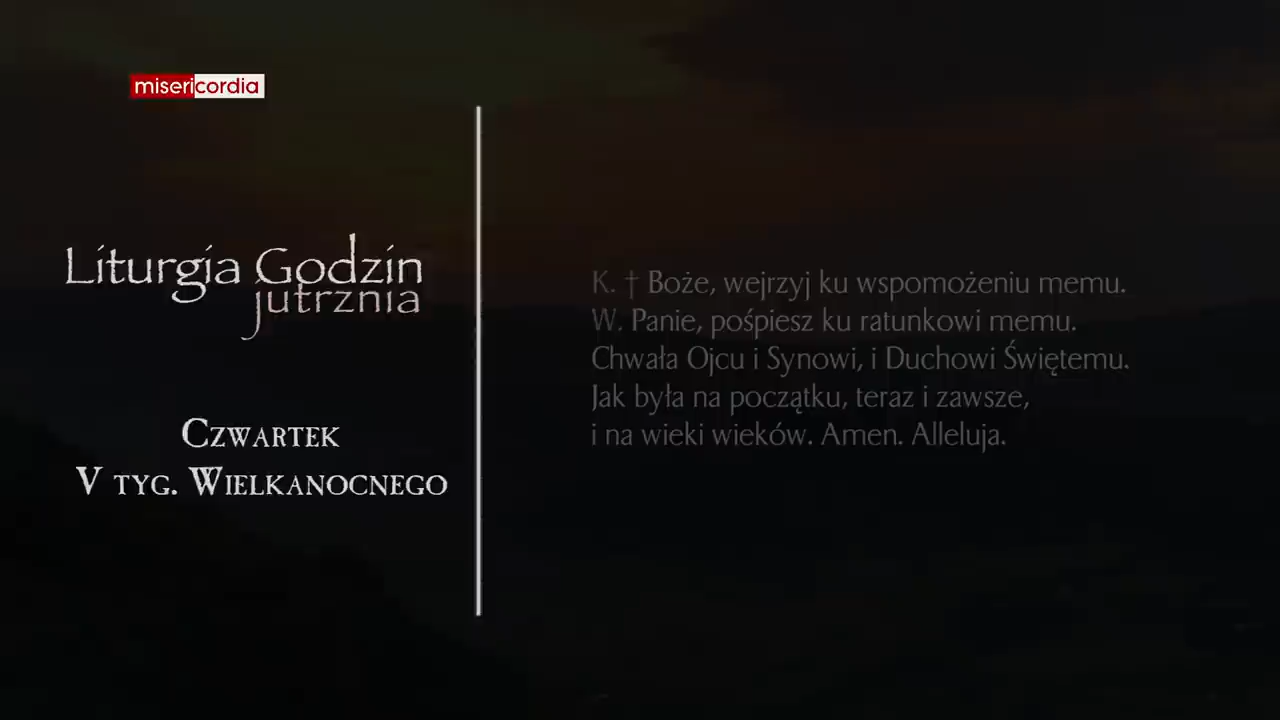 misericordia
Liturgia Godzin
jutrznia
Czwartek
V tyg. Wielkanocnego
K. † Boże, wejrzyj ku wspomożeniu memu.
W. Panie, pośpiesz ku ratunkowi memu.
Chwała Ojcu i Synowi, i Duchowi Świętemu.
Jak była na początku, teraz i zawsze,
i na wieki wieków. Amen. Alleluja.